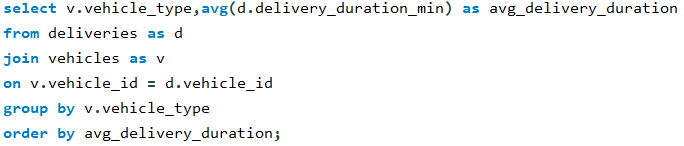 select v.vehicle_type,avg(d.delivery_duration_min) as avg_delivery_duration
from deliveries as d
join vehicles as v
on v.vehicle_id = d.vehicle_id
group by v.vehicle_type
order by avg_delivery_duration;